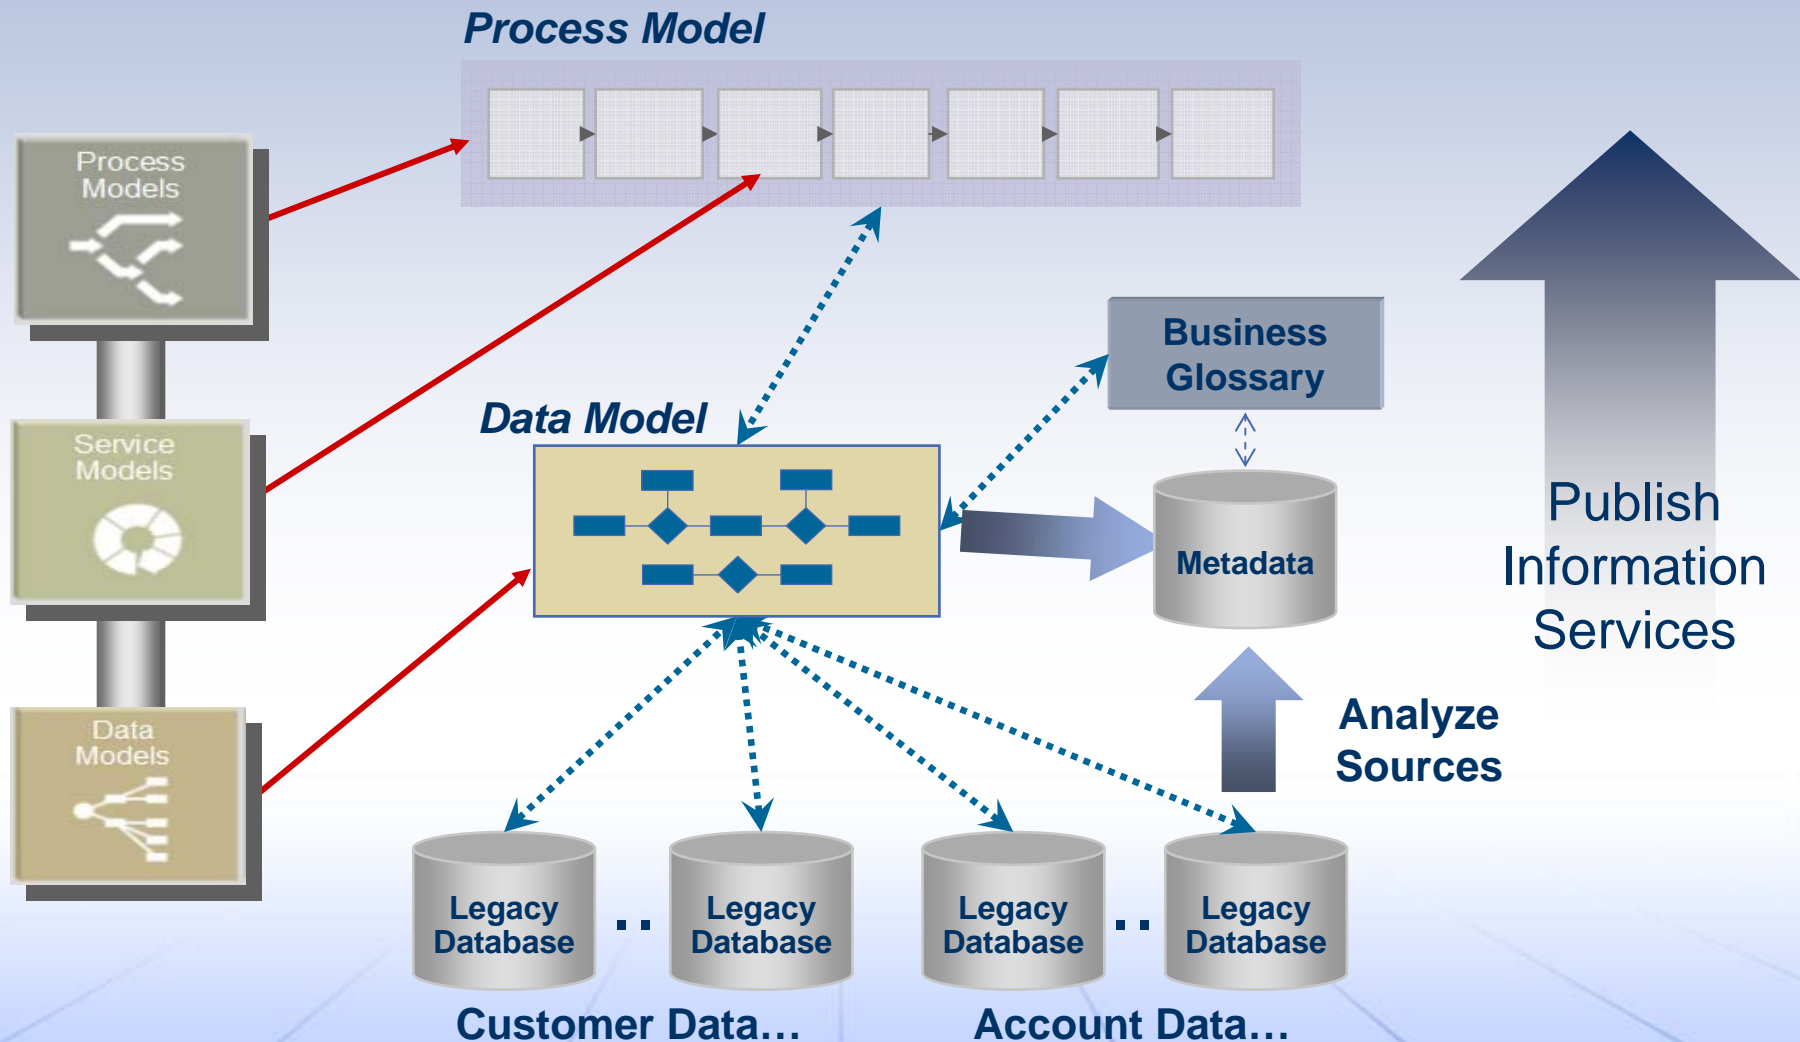 Process Model
Process
Models
Service
Models
Data
Models
Data Model
Business
Glossary
Metadata
Publish
Information
Services
Analyze
Sources
Legacy
Database
..
Legacy
Database
Legacy
Database
..
Legacy
Database
Customer Data…
Account Data…